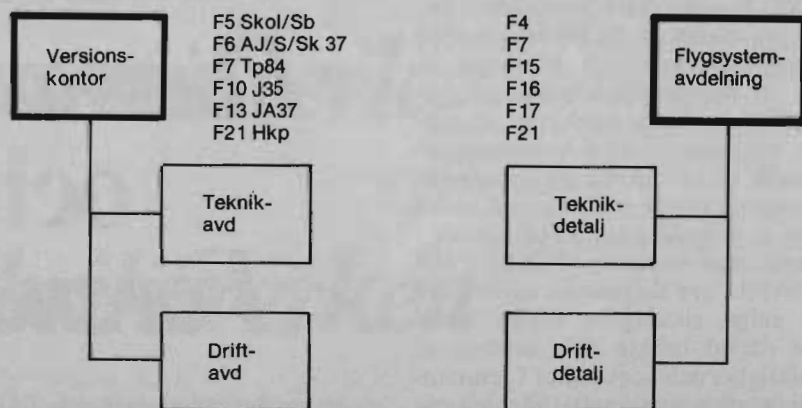 Versions-
kontor
F5 Skol/Sb
F6 AJ/S/Sk 37
F7 Tp84
F10 J35
F13 JA37
F21 Hkp
Teknik-
avd
Drift-
avd
F4
F7
F15
F16
F17
F21
Flygsystem-
avdelning
Teknik-
detalj
Drift-
detalj